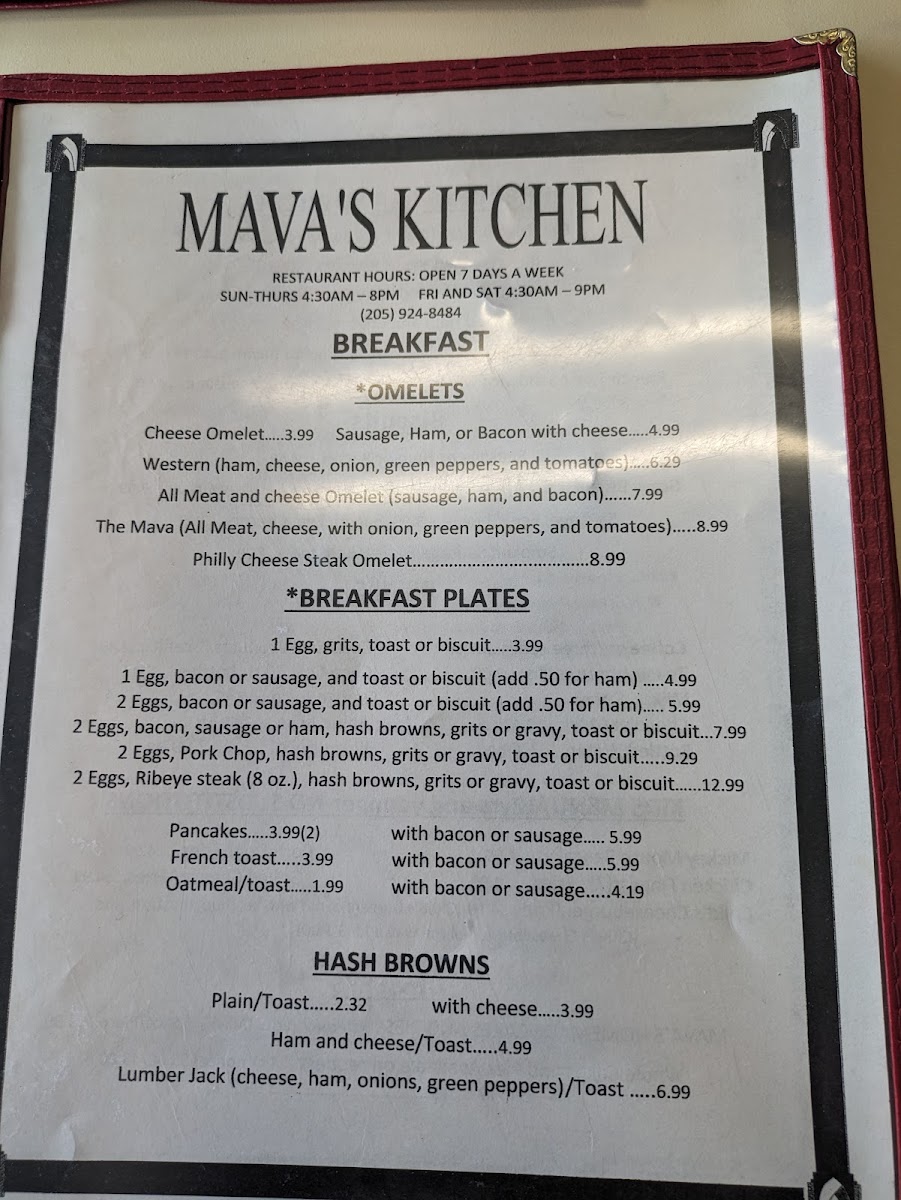 MAVA'S KITCHEN
RESTAURANT HOURS: OPEN 7 DAYS A WEEK
SUN-THURS 4:30AM – 8PM FRI AND SAT 4:30AM – 9PM
(205) 924-8484
BREAKFAST
*OMELETS
Cheese Omelet.....3.99 Sausage, Ham, or Bacon with cheese.....4.99
Western (ham, cheese, onion, green peppers, and tomatoes).....6.29
All Meat and cheese Omelet (sausage, ham, and bacon)......7.99
The Mava (All Meat, cheese, with onion, green peppers, and tomatoes).....8.99
Philly Cheese Steak Omelet.......................................8.99
*BREAKFAST PLATES
1 Egg, grits, toast or biscuit.....3.99
1 Egg, bacon or sausage, and toast or biscuit (add .50 for ham) .....4.99
2 Eggs, bacon or sausage, and toast or biscuit (add .50 for ham)..... 5.99
2 Eggs, bacon, sausage or ham, hash browns, grits or gravy, toast or biscuit...7.99
2 Eggs, Pork Chop, hash browns, grits or gravy, toast or biscuit.....9.29
2 Eggs, Ribeye steak (8 oz.), hash browns, grits or gravy, toast or biscuit......12.99
Pancakes.....3.99(2) with bacon or sausage..... 5.99
French toast.....3.99 with bacon or sausage.....5.99
Oatmeal/toast.....1.99 with bacon or sausage.....4.19
HASH BROWNS
Plain/Toast.....2.32 with cheese.....3.99
Ham and cheese/Toast.....4.99
Lumber Jack (cheese, ham, onions, green peppers)/Toast .....6.99